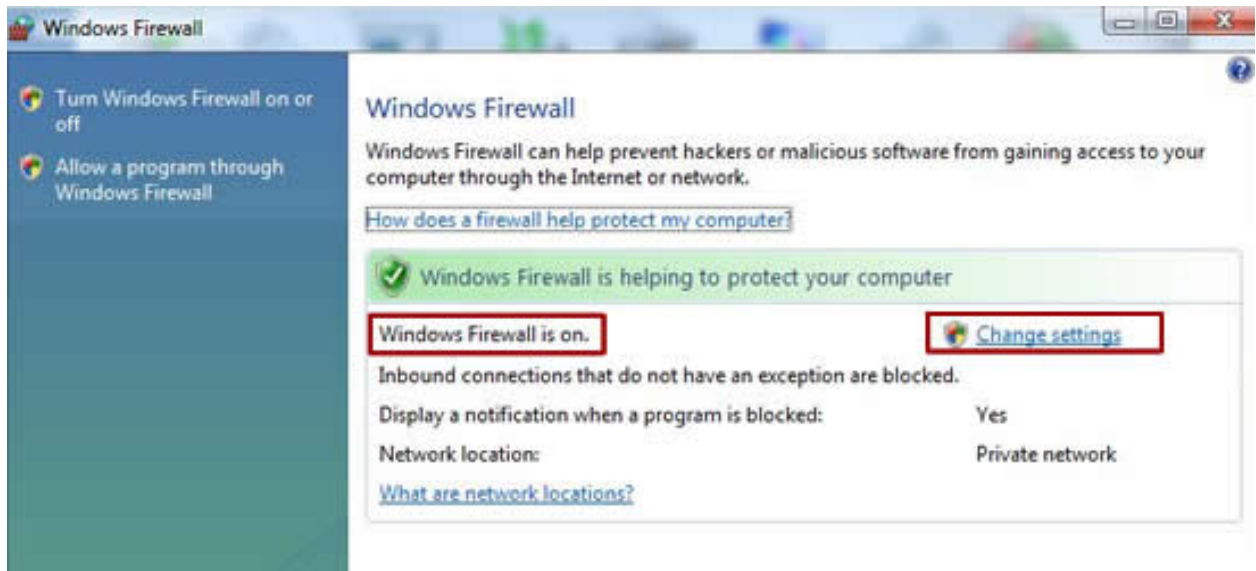 Windows Firewall
Turn Windows Firewall on or
off
Allow a program through
Windows Firewall
Windows Firewall
Windows Firewall can help prevent hackers or malicious software from gaining access to your
computer through the Internet or network.
How does a firewall help protect my computer?
Windows Firewall is helping to protect your computer
Windows Firewall is on.
Change settings
Inbound connections that do not have an exception are blocked.
Display a notification when a program is blocked: Yes
Network location: Private network
What are network locations?